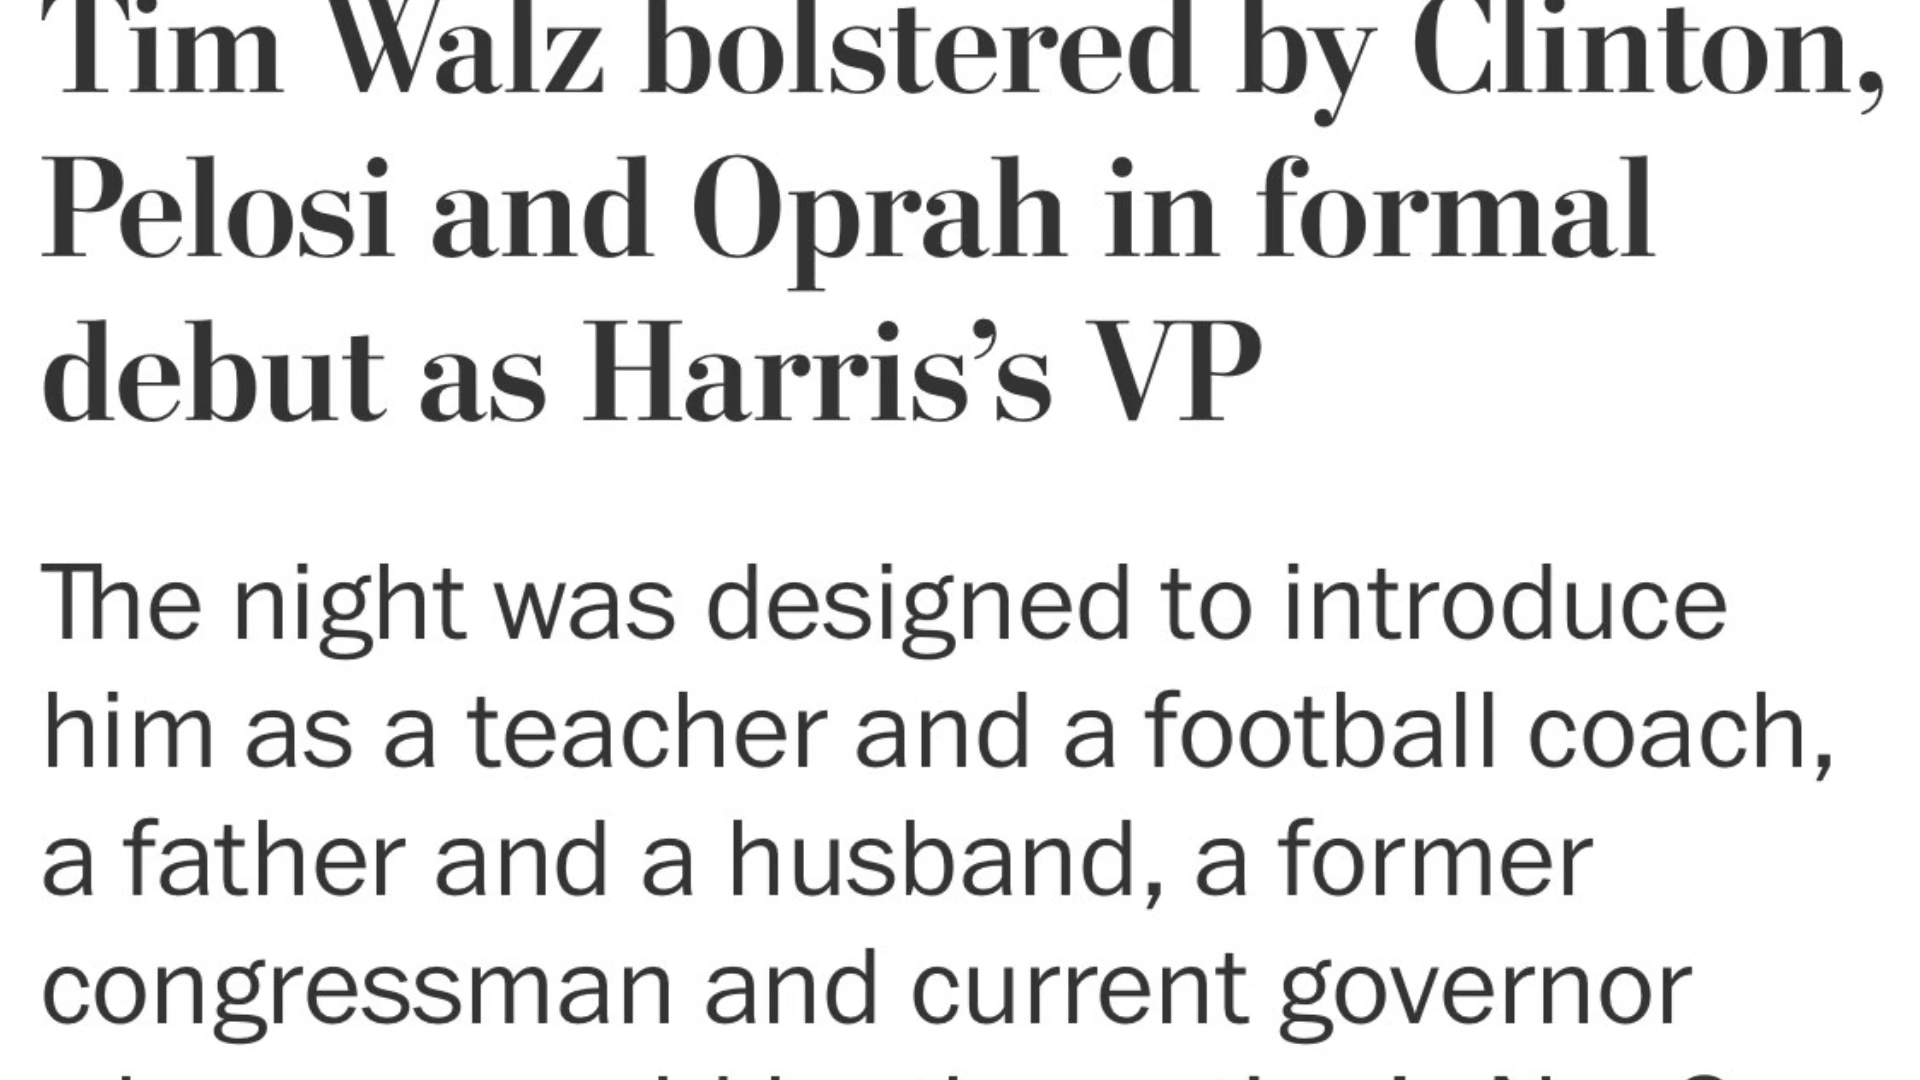 Tim Walz bolstered by Clinton,
Pelosi and Oprah in formal
debut as Harris’s VP
The night was designed to introduce
him as a teacher and a football coach,
a father and a husband, a former
congressman and current governor